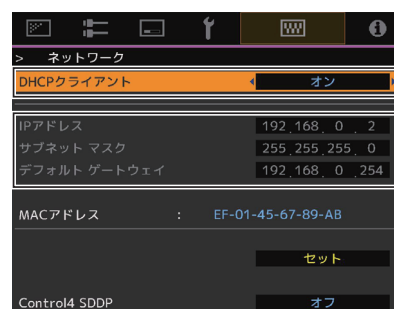 > ネットワーク
DHCPクライアント オン
IPアドレス 192.168. 0 . 2
サブネット マスク 255.255.255. 0
デフォルト ゲートウェイ 192.168. 0 .254
MACアドレス : EF-01-45-67-89-AB
セット
Control4 SDDP オフ